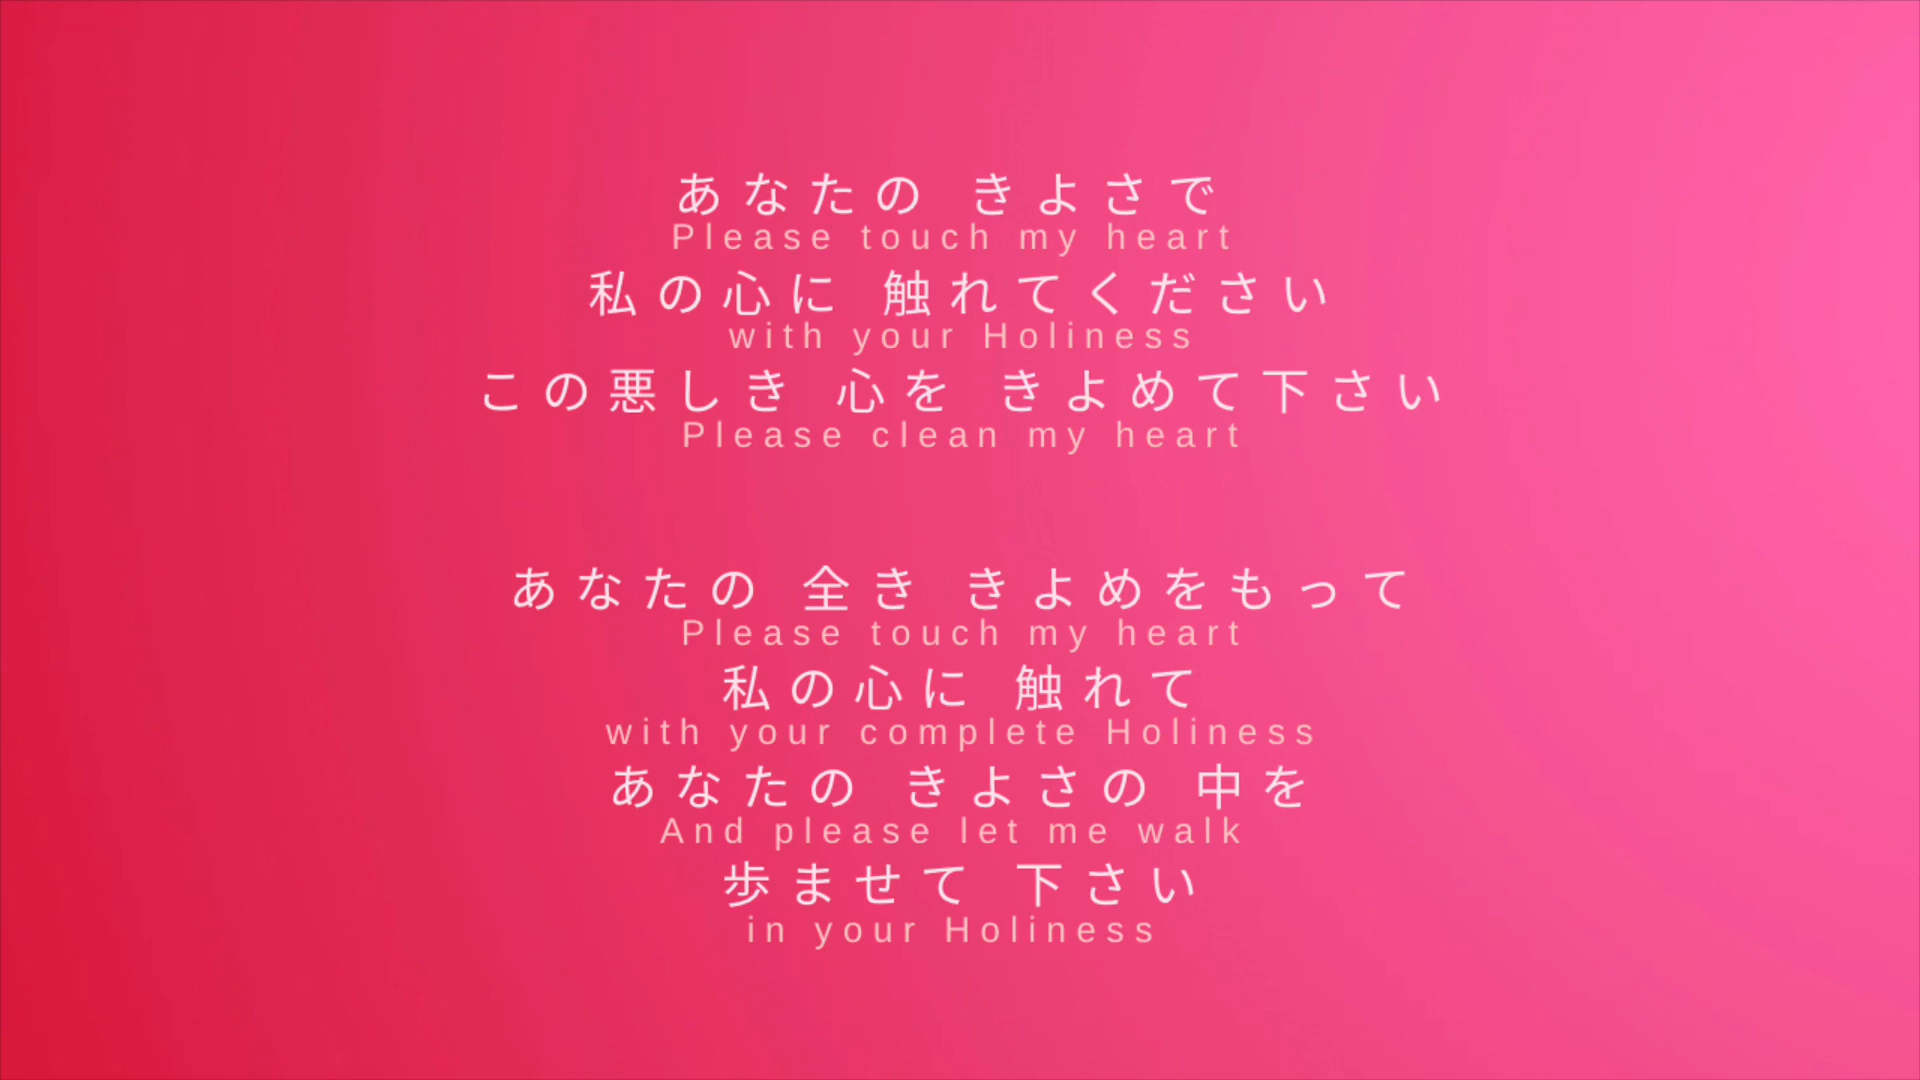 あなたの きよさで
Please touch my heart
私の心に 触れてください
with your Holiness
この悪しき 心を きよめて下さい
Please clean my heart
あなたの 全き きよめをもって
Please touch my heart
私の心に 触れて
with your complete Holiness
あなたの きよさの 中を
And please let me walk
歩ませて 下さい
in your Holiness